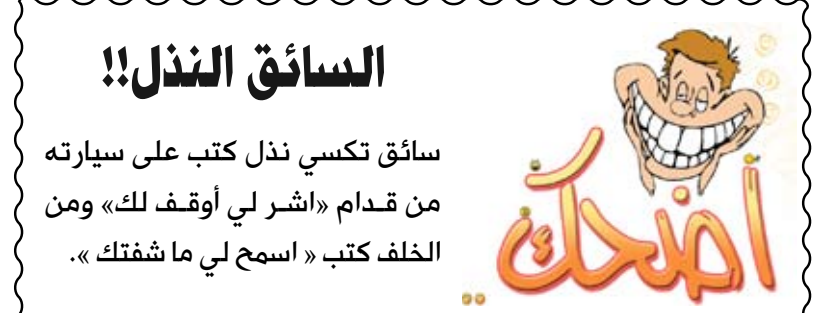 السائق النذل!!
سائق تكسي نذل كتب على سيارته
من قدام «اشر لي أوقف لك» ومن
الخلف كتب « اسمح لي ما شفتك ».
أضحك ..